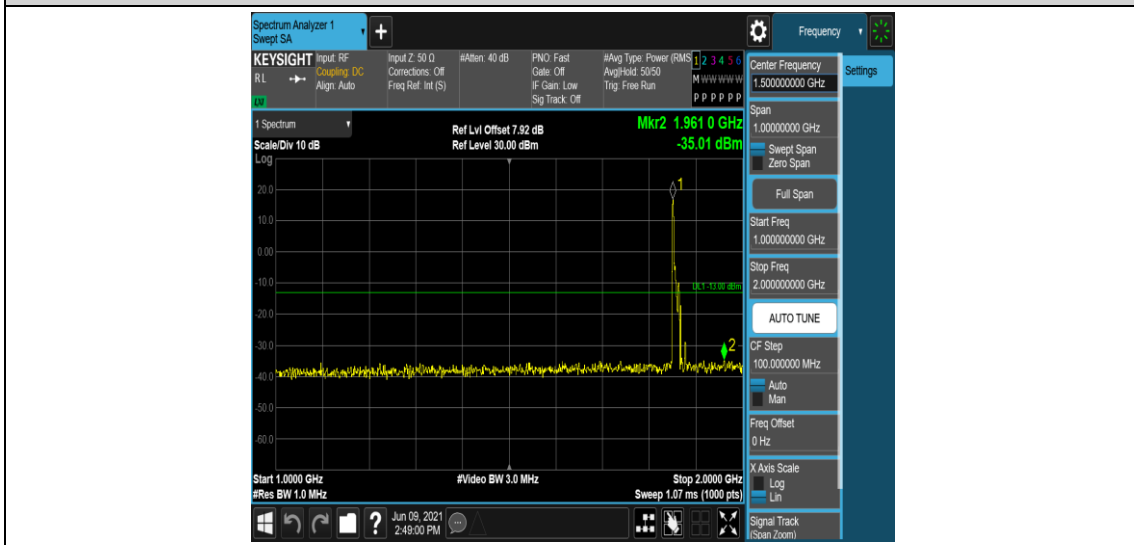 Spectrum Analyzer 1
Swept SA
+
Frequency
KEYSIGHT
RL
Input: RF
Coupling: DC
Align: Auto
Input Z: 50 Ω
Corrections: Off
Freq Ref: Int (S)
#Atten: 40 dB
PNO: Fast
Gate: Off
IF Gain: Low
Sig Track: Off
#Avg Type: Power (RMS
Avg|Hold: 50/50
Trig: Free Run
1 2 3 4 5 6
M W W W W W
P P P P P P
1 Spectrum
Scale/Div 10 dB
Ref Lvl Offset 7.92 dB
Ref Level 30.00 dBm
Mkr2 1.961 0 GHz
-35.01 dBm
Log
20.0
10.0
0.00
-10.0
-20.0
-30.0
-40.0
-50.0
-60.0
1
DL1 -13.00 dBm
2
Start 1.0000 GHz
#Res BW 1.0 MHz
#Video BW 3.0 MHz
Stop 2.0000 GHz
Sweep 1.07 ms (1000 pts)
Center Frequency
1.500000000 GHz
Settings
Span
1.00000000 GHz
Swept Span
Zero Span
Full Span
Start Freq
1.000000000 GHz
Stop Freq
2.000000000 GHz
AUTO TUNE
CF Step
100.000000 MHz
Auto
Man
Freq Offset
0 Hz
X Axis Scale
Log
Lin
Signal Track
(Span Zoom)
?
Jun 09, 2021
2:49:00 PM